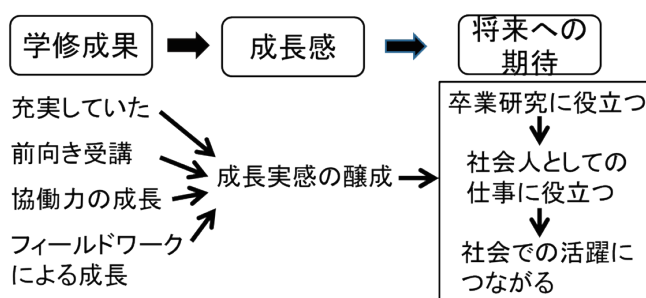 学修成果
成長感
将来への
期待
充実していた
前向き受講
協働力の成長
フィールドワーク
による成長
成長実感の醸成
卒業研究に役立つ
社会人としての
仕事に役立つ
社会での活躍に
つながる